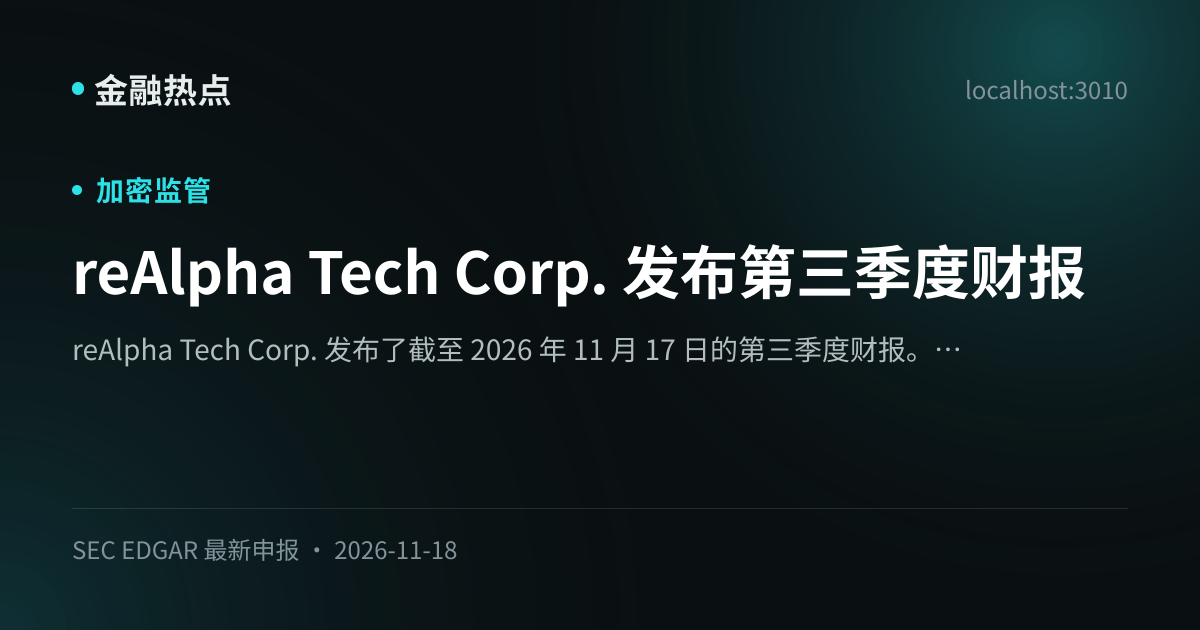 金融热点
localhost:3010
加密监管
reAlpha Tech Corp. 发布第三季度财报
reAlpha Tech Corp. 发布了截至 2026 年 11 月 17 日的第三季度财报。…
SEC EDGAR 最新申报 · 2026-11-18